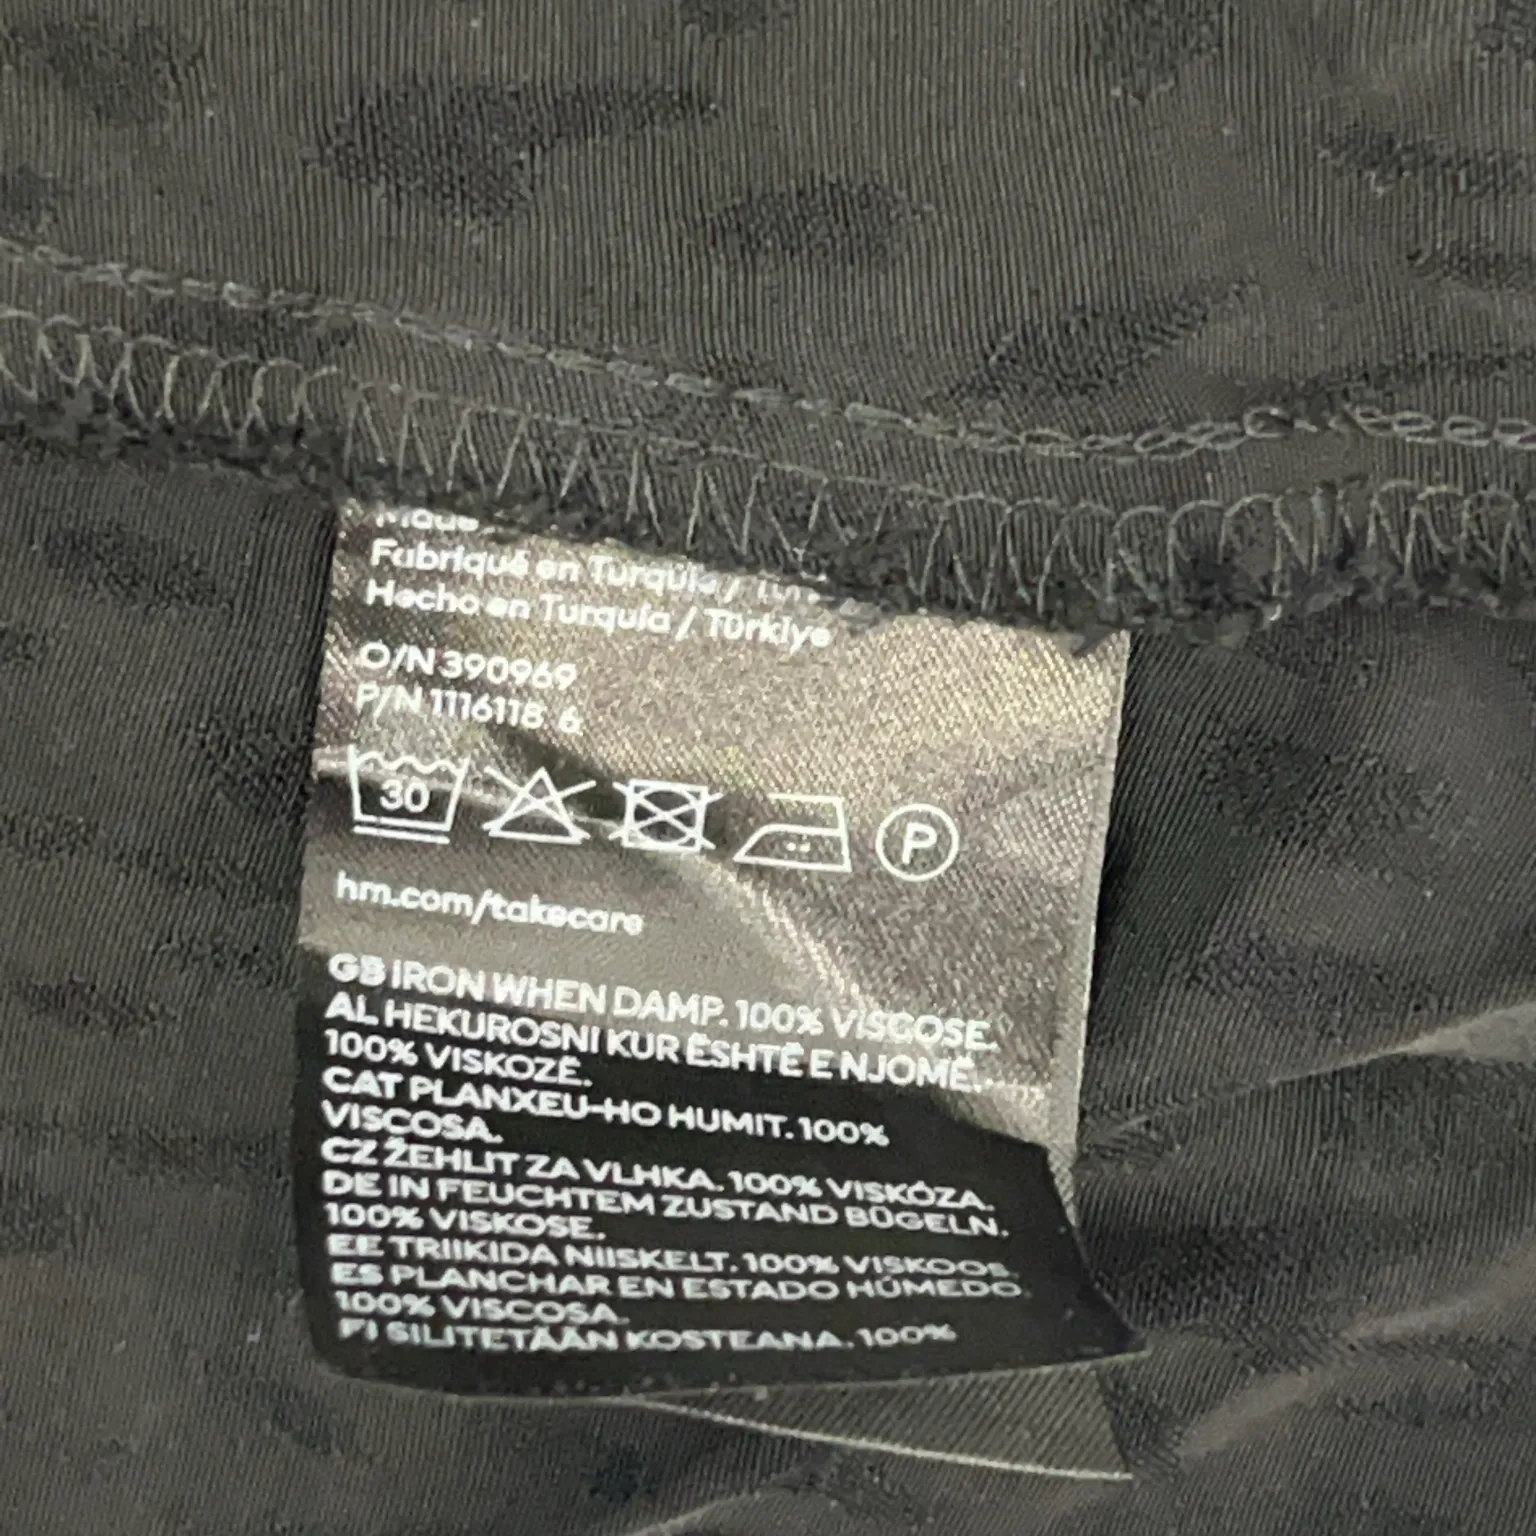 Made
Fabriqué en Turquie /
Hecho en Turquía / Türkiye
O/N 390969
P/N 1116118 6
30
P
hm.com/takecare
GB IRON WHEN DAMP. 100% VISCOSE.
AL HEKUROSNI KUR ËSHTË E NJOMË.
100% VISKOZË.
CAT PLANXEU-HO HUMIT. 100%
VISCOSA.
CZ ŽEHLIT ZA VLHKA. 100% VISKÓZA.
DE IN FEUCHTEM ZUSTAND BÜGELN.
100% VISKOSE.
EE TRIIKIDA NIISKELT. 100% VISKOOS.
ES PLANCHAR EN ESTADO HÚMEDO.
100% VISCOSA.
FI SILITETÄÄN KOSTEANA. 100%